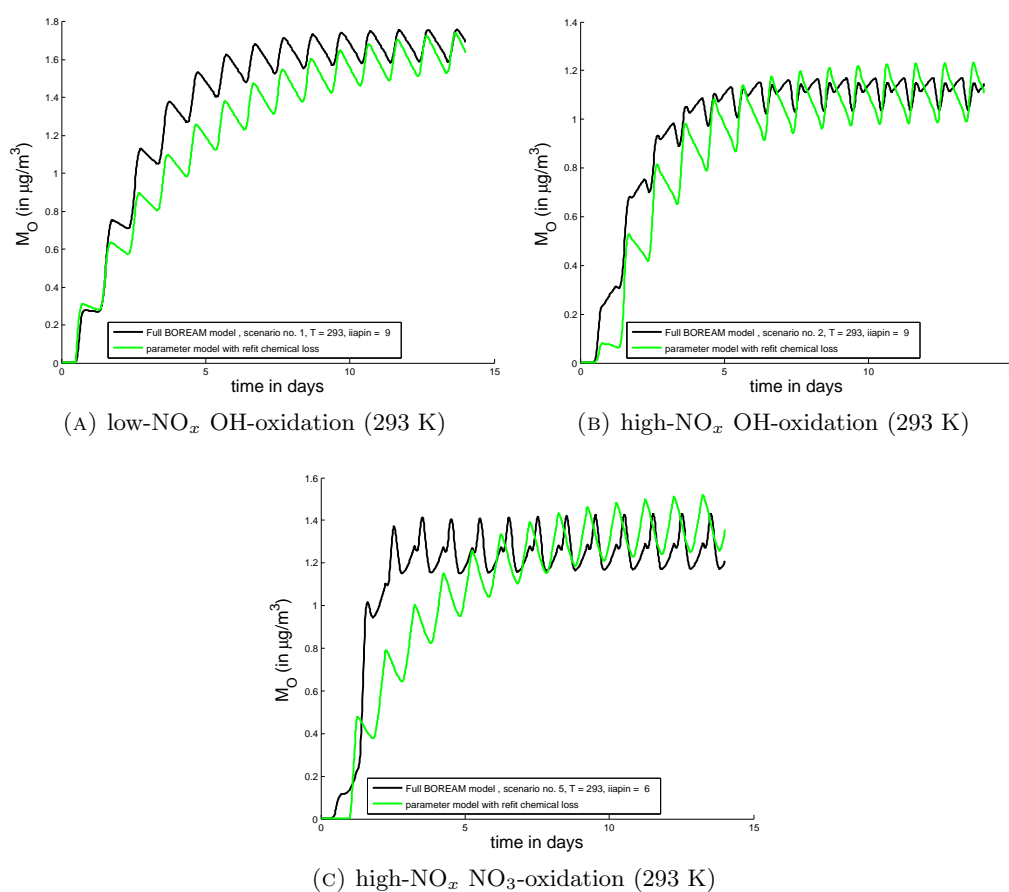 1.8
1.6
1.4
1.2
1
0.8
0.6
0.4
0.2
0
M_O (in μg/m³)
Full BOREAM model , scenario no. 1, T = 293, iiapin = 9
parameter model with refit chemical loss
0 5 10 15
time in days
(A) low-NOₓ OH-oxidation (293 K)
1.4
1.2
1
0.8
0.6
0.4
0.2
0
M_O (in μg/m³)
Full BOREAM model , scenario no. 2, T = 293, iiapin = 9
parameter model with refit chemical loss
0 5 10
time in days
(B) high-NOₓ OH-oxidation (293 K)
1.6
1.4
1.2
1
0.8
0.6
0.4
0.2
0
M_O (in μg/m³)
Full BOREAM model , scenario no. 5, T = 293, iiapin = 6
parameter model with refit chemical loss
0 5 10 15
time in days
(C) high-NOₓ NO₃-oxidation (293 K)